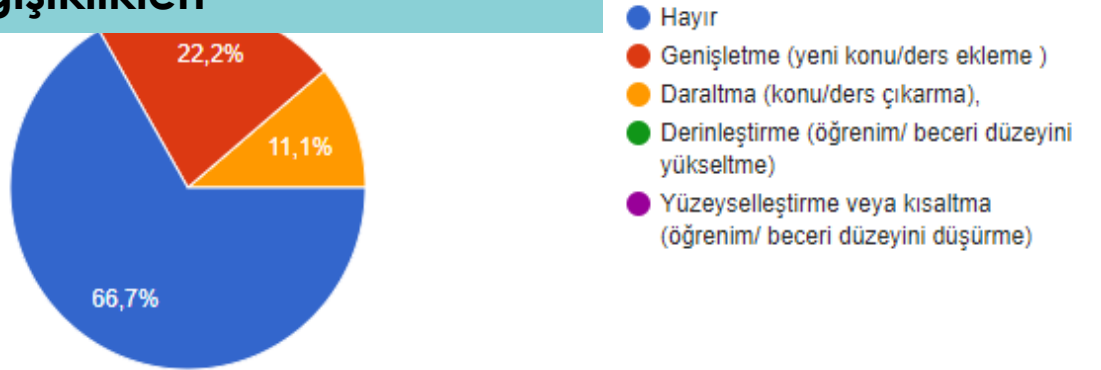 22,2%
11,1%
66,7%
Hayır
Genişletme (yeni konu/ders ekleme )
Daraltma (konu/ders çıkarma),
Derinleştirme (öğrenim/ beceri düzeyini
yükseltme)
Yüzeyselleştirme veya kısaltma
(öğrenim/ beceri düzeyini düşürme)